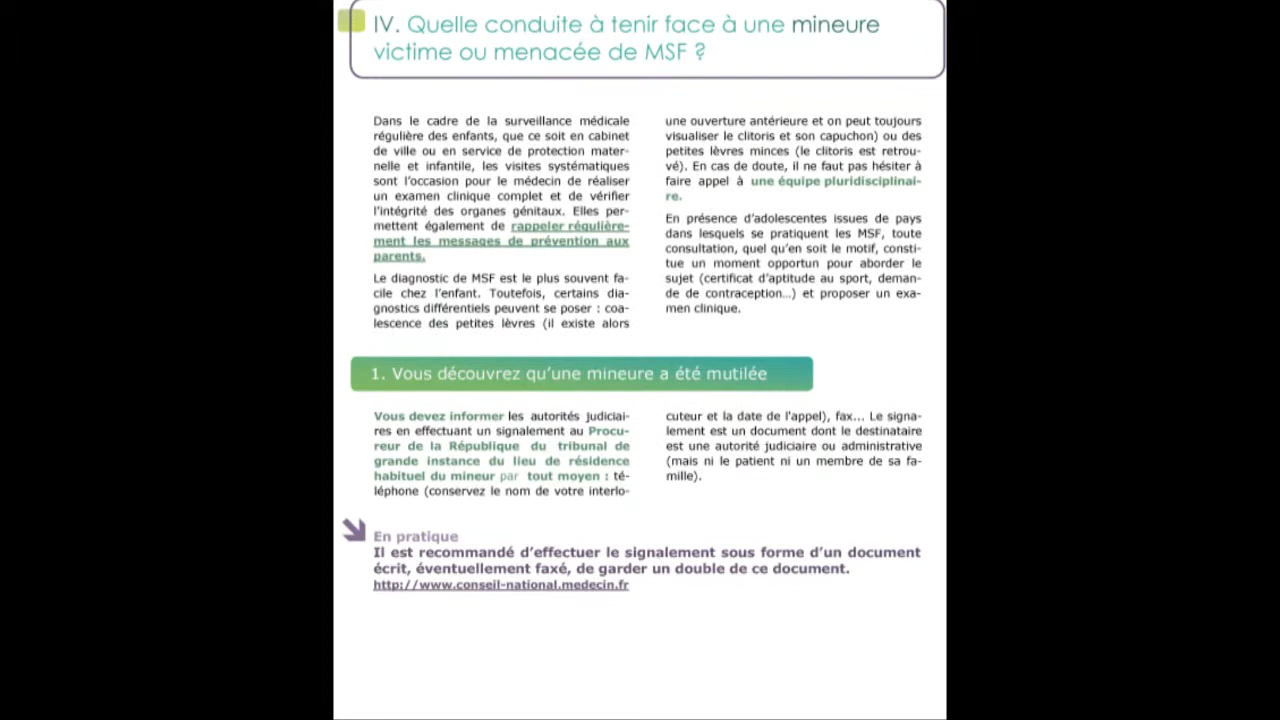 IV. Quelle conduite à tenir face à une mineure
victime ou menacée de MSF ?
Dans le cadre de la surveillance médicale
régulière des enfants, que ce soit en cabinet
de ville ou en service de protection mater-
nelle et infantile, les visites systématiques
sont l'occasion pour le médecin de réaliser
un examen clinique complet et de vérifier
l'intégrité des organes génitaux. Elles per-
mettent également de rappeler régulière-
ment les messages de prévention aux
parents.
Le diagnostic de MSF est le plus souvent fa-
cile chez l'enfant. Toutefois, certains dia-
gnostics différentiels peuvent se poser : coa-
lescence des petites lèvres (il existe alors
une ouverture antérieure et on peut toujours
visualiser le clitoris et son capuchon) ou des
petites lèvres minces (le clitoris est retrou-
vé). En cas de doute, il ne faut pas hésiter à
faire appel à une équipe pluridisciplinai-
re.
En présence d'adolescentes issues de pays
dans lesquels se pratiquent les MSF, toute
consultation, quel qu'en soit le motif, consti-
tue un moment opportun pour aborder le
sujet (certificat d'aptitude au sport, deman-
de de contraception...) et proposer un exa-
men clinique.
1. Vous découvrez qu'une mineure a été mutilée
Vous devez informer les autorités judiciai-
res en effectuant un signalement au Procu-
reur de la République du tribunal de
grande instance du lieu de résidence
habituel du mineur par tout moyen : té-
léphone (conservez le nom de votre interlo-
cuteur et la date de l'appel), fax... Le signa-
lement est un document dont le destinataire
est une autorité judiciaire ou administrative
(mais ni le patient ni un membre de sa fa-
mille).
En pratique
Il est recommandé d'effectuer le signalement sous forme d'un document
écrit, éventuellement faxé, de garder un double de ce document.
http://www.conseil-national.medecin.fr